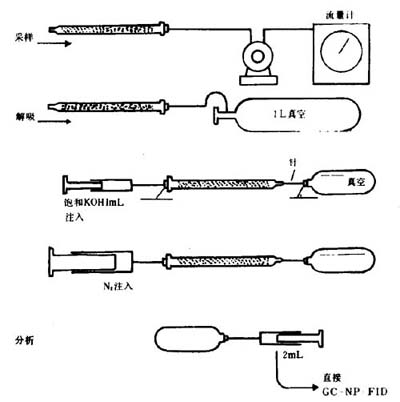 流量计
采样
解吸
1L真空
针
真空
饱和KOH1mL
注入
N₂注入
分析
2mL
直接
GC-NP-FID